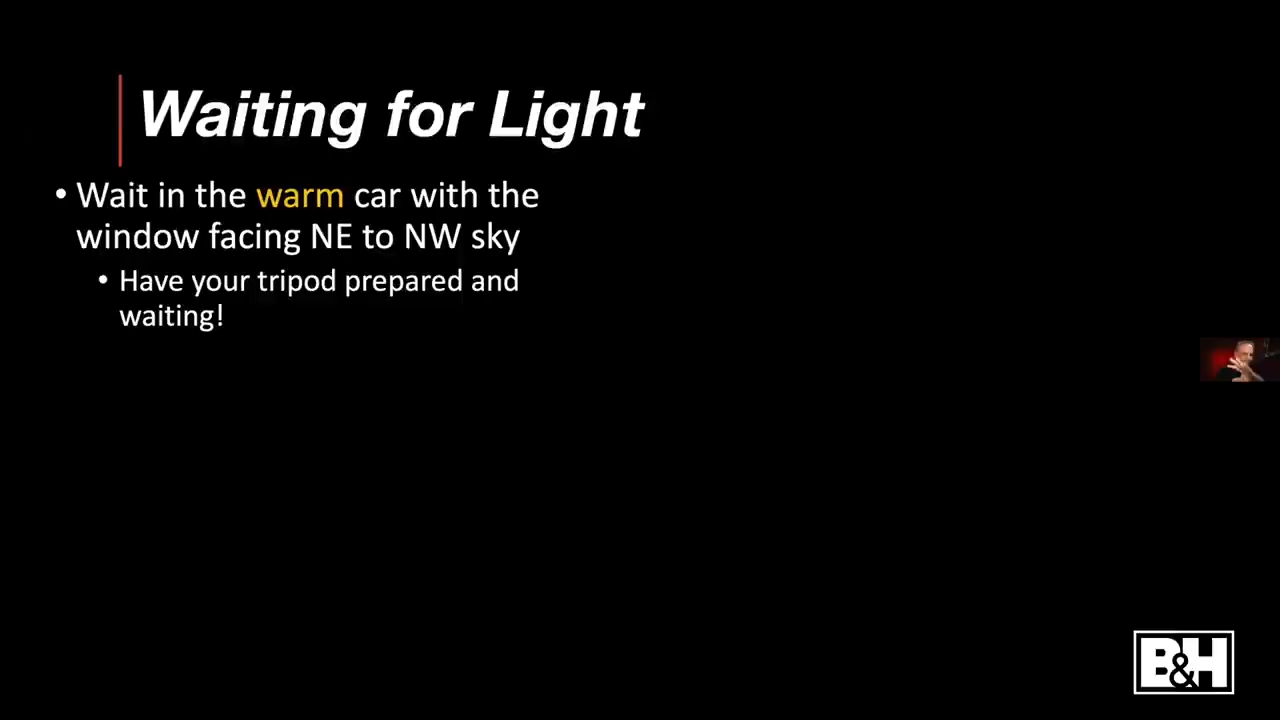 Waiting for Light
• Wait in the warm car with the
window facing NE to NW sky
• Have your tripod prepared and
waiting!
B&H